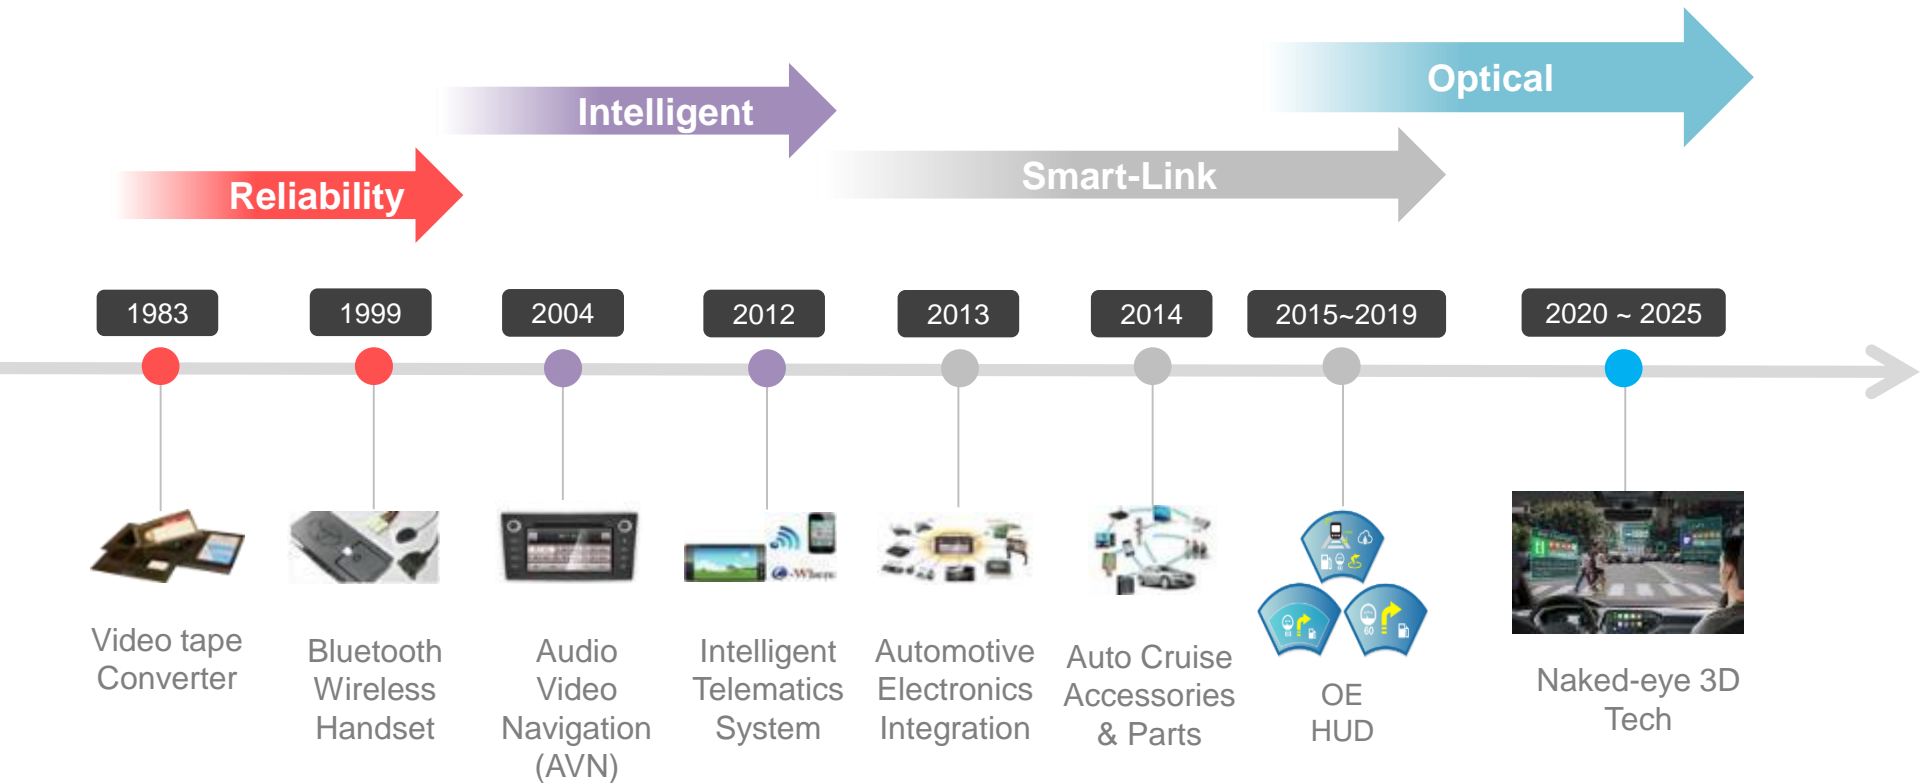 Optical
Intelligent
Smart-Link
Reliability
1983
1999
2004
2012
2013
2014
2015~2019
2020 ~ 2025
Video tape
Converter
Bluetooth
Wireless
Handset
Audio
Video
Navigation
(AVN)
Intelligent
Telematics
System
Automotive
Electronics
Integration
Auto Cruise
Accessories
& Parts
OE
HUD
Naked-eye 3D
Tech
60